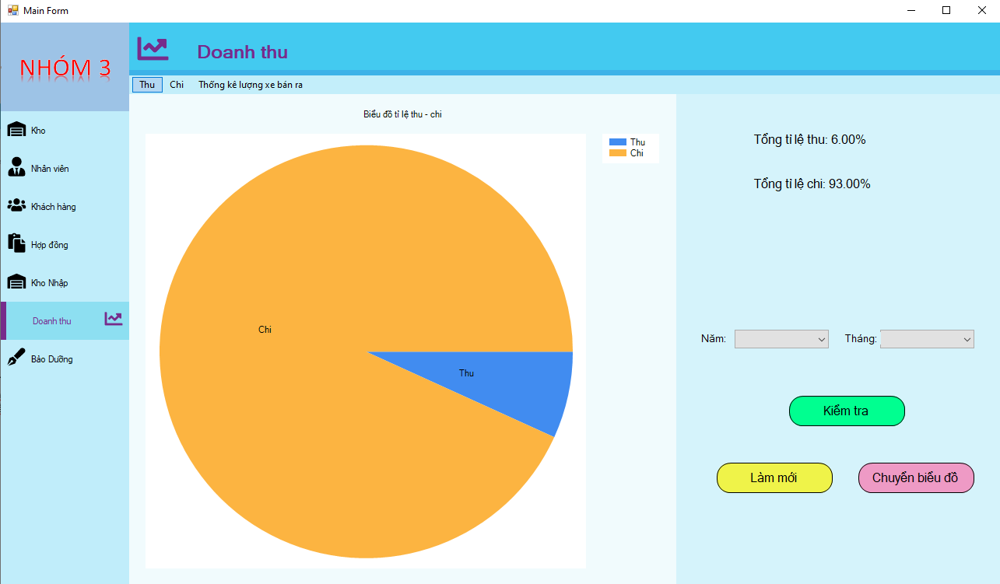 Main Form
NHÓM 3
Doanh thu
Thu Chi Thống kê lượng xe bán ra
Kho
Nhân viên
Khách hàng
Hợp đồng
Kho Nhập
Doanh thu
Bảo Dưỡng
Biểu đồ tỉ lệ thu - chi
Thu
Chi
Chi
Thu
Tổng tỉ lệ thu: 6.00%
Tổng tỉ lệ chi: 93.00%
Năm: Tháng:
Kiểm tra
Làm mới Chuyển biểu đồ